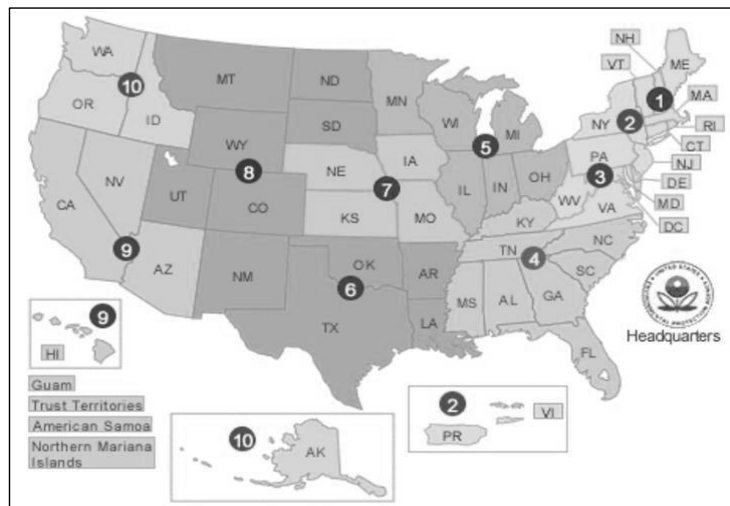 NH
WA
VT
ME
MT
ND
10
MN
1
OR
MA
ID
WI
2
NY
SD
MI
RI
WY
5
CT
PA
IA
NE
8
3
NJ
NV
OH
7
IL
IN
DE
UT
WV
CO
MD
CA
VA
KS
MO
KY
DC
NC
9
TN
4
OK
AZ
AR
NM
SC
6
MS
AL
GA
9
TX
LA
Headquarters
HI
FL
Guam
2
Trust Territories
VI
American Samoa
10
PR
Northern Mariana
Islands
AK